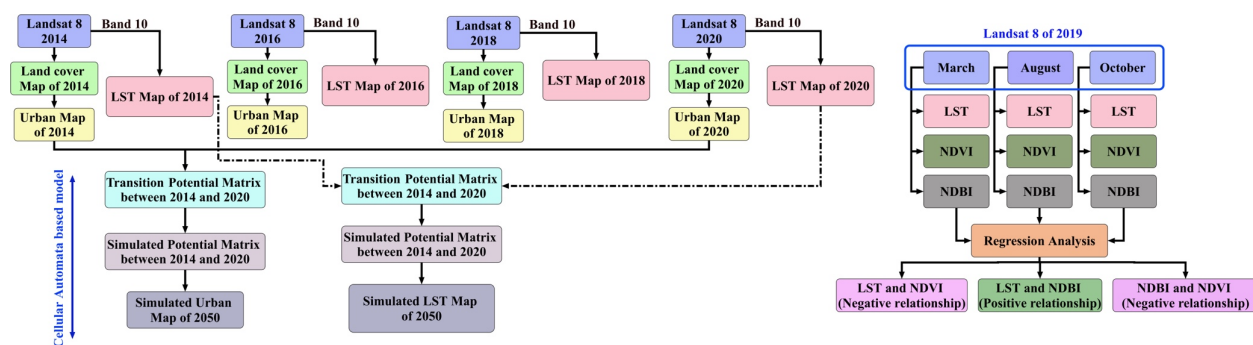 Landsat 8
2014
Band 10
Land cover
Map of 2014
LST Map of 2014
Urban Map
of 2014
Landsat 8
2016
Band 10
Land cover
Map of 2016
LST Map of 2016
Urban Map
of 2016
Landsat 8
2018
Band 10
Land cover
Map of 2018
LST Map of 2018
Urban Map
of 2018
Landsat 8
2020
Band 10
Land cover
Map of 2020
LST Map of 2020
Urban Map
of 2020
Cellular Automata based model
Transition Potential Matrix
between 2014 and 2020
Simulated Potential Matrix
between 2014 and 2020
Simulated Urban
Map of 2050
Transition Potential Matrix
between 2014 and 2020
Simulated Potential Matrix
between 2014 and 2020
Simulated LST Map
of 2050
Landsat 8 of 2019
March
August
October
LST
LST
LST
NDVI
NDVI
NDVI
NDBI
NDBI
NDBI
Regression Analysis
LST and NDVI
(Negative relationship)
LST and NDBI
(Positive relationship)
NDBI and NDVI
(Negative relationship)